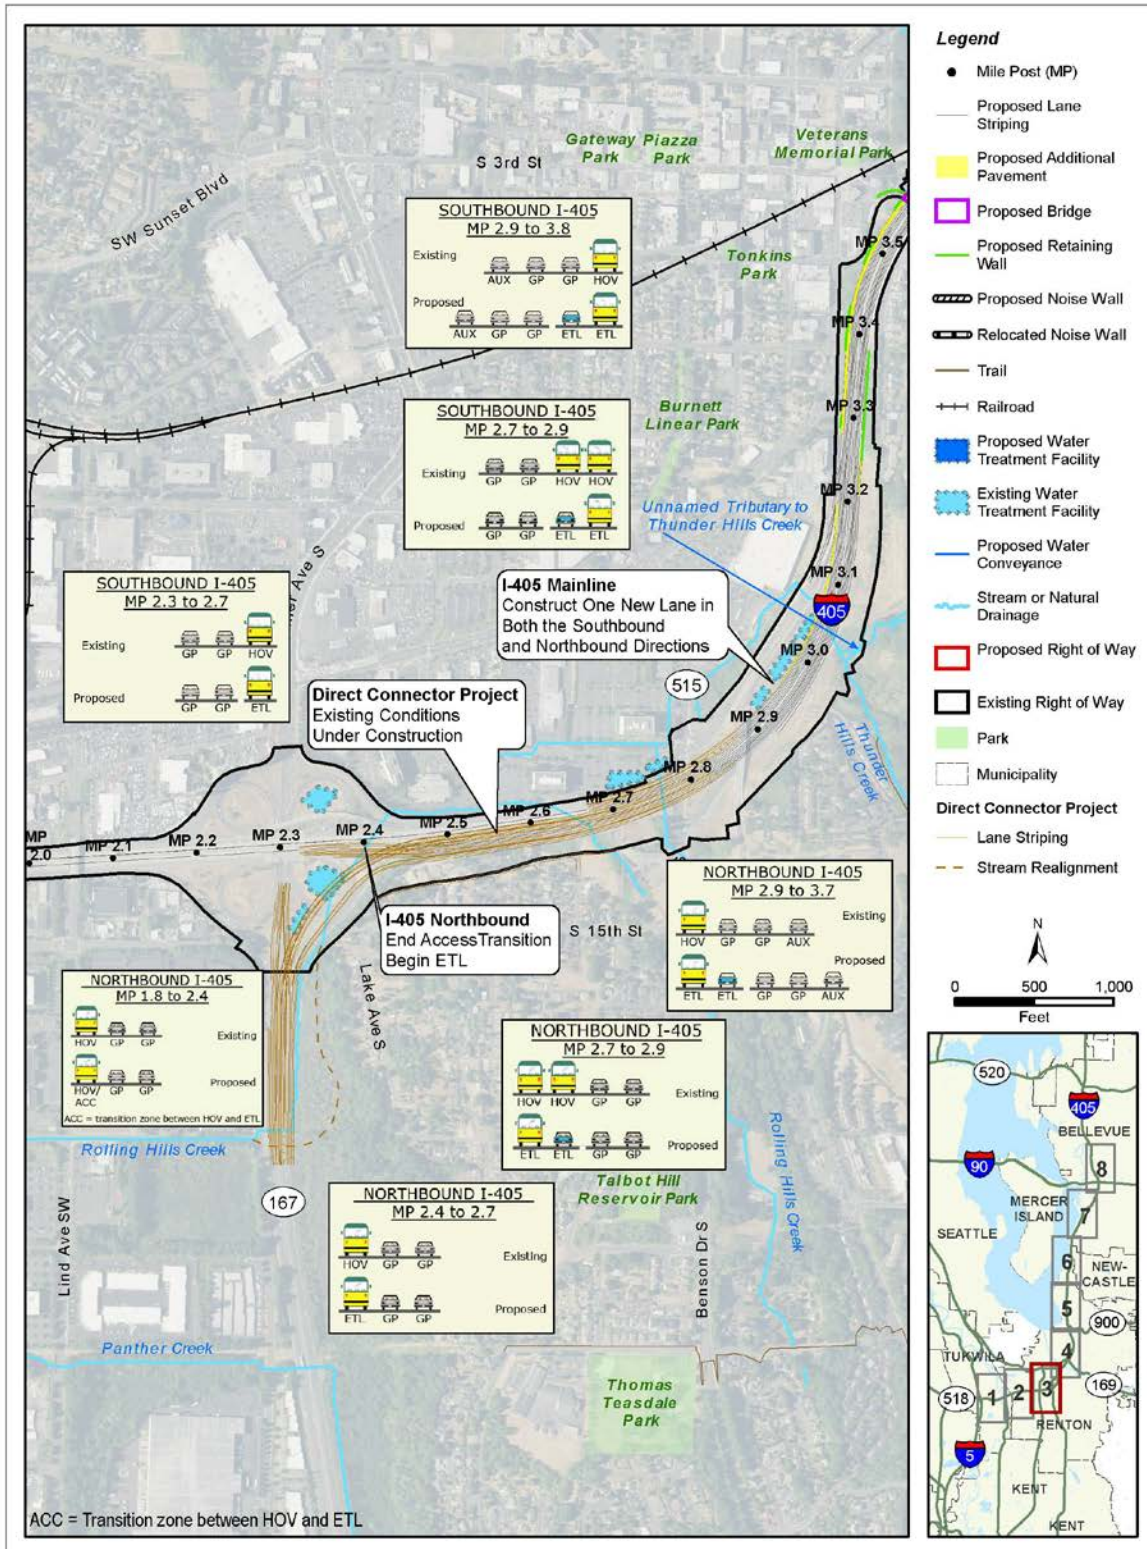 Gateway Piazza
Park Park
Veterans
Memorial Park
S 3rd St
SW Sunset Blvd
SOUTHBOUND I-405
MP 2.9 to 3.8
Existing
AUX GP GP HOV
Proposed
AUX GP GP ETL ETL
Tonkins
Park
MP 3.5
MP 3.4
MP 3.3
MP 3.2
MP 3.1
MP 3.0
MP 2.9
SOUTHBOUND I-405
MP 2.7 to 2.9
Existing
GP GP HOV HOV
Proposed
GP GP ETL ETL
Burnett
Linear Park
Unnamed Tributary to
Thunder Hills Creek
SOUTHBOUND I-405
MP 2.3 to 2.7
Existing
GP GP HOV
Proposed
GP GP ETL
ner Ave S
I-405 Mainline
Construct One New Lane in
Both the Southbound
and Northbound Directions
405
515
Direct Connector Project
Existing Conditions
Under Construction
Thunder
Hills Creek
MP
2.0
MP 2.1
MP 2.2
MP 2.3
MP 2.4
MP 2.5
MP 2.6
MP 2.7
MP 2.8
I-405 Northbound
End AccessTransition
Begin ETL
S 15th St
Lake Ave S
NORTHBOUND I-405
MP 2.9 to 3.7
Existing
HOV GP GP AUX
Proposed
ETL ETL GP GP AUX
NORTHBOUND I-405
MP 1.8 to 2.4
Existing
HOV GP GP
Proposed
HOV/ GP GP
ACC
ACC = transition zone between HOV and ETL
NORTHBOUND I-405
MP 2.7 to 2.9
Existing
HOV HOV GP GP
Proposed
ETL ETL GP GP
Rolling Hills Creek
Rolling Hills Creek
167
Talbot Hill
Reservoir Park
NORTHBOUND I-405
MP 2.4 to 2.7
Existing
HOV GP GP
Proposed
ETL GP GP
Lind Ave SW
Benson Dr S
Panther Creek
Thomas
Teasdale
Park
ACC = Transition zone between HOV and ETL
Legend
Mile Post (MP)
Proposed Lane
Striping
Proposed Additional
Pavement
Proposed Bridge
Proposed Retaining
Wall
Proposed Noise Wall
Relocated Noise Wall
Trail
Railroad
Proposed Water
Treatment Facility
Existing Water
Treatment Facility
Proposed Water
Conveyance
Stream or Natural
Drainage
Proposed Right of Way
Existing Right of Way
Park
Municipality
Direct Connector Project
Lane Striping
Stream Realignment
N
0 500 1,000
Feet
520
405
BELLEVUE
90
8
MERCER
ISLAND
7
SEATTLE
6
NEW-
CASTLE
5
900
4
TUKWILA
518
1
2
3
169
RENTON
5
KENT
KENT